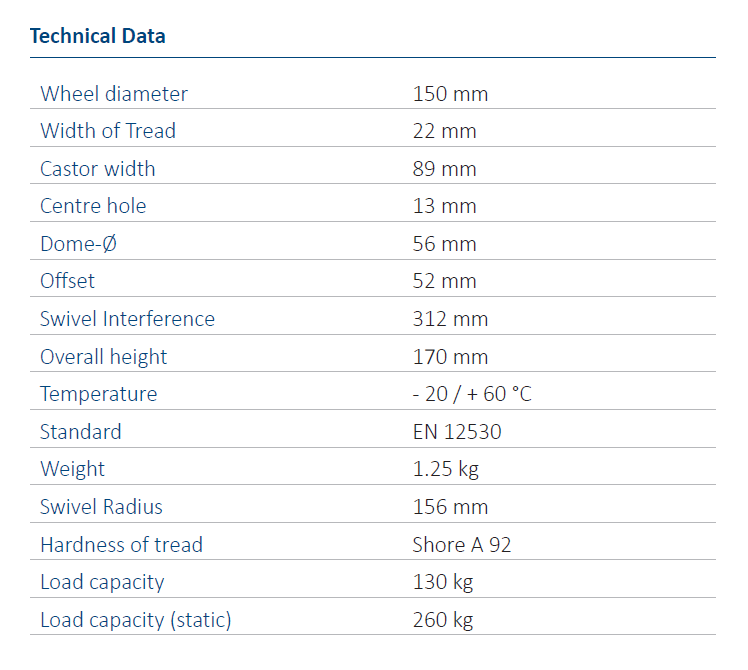 Technical Data
Wheel diameter 150 mm
Width of Tread 22 mm
Castor width 89 mm
Centre hole 13 mm
Dome-Ø 56 mm
Offset 52 mm
Swivel Interference 312 mm
Overall height 170 mm
Temperature - 20 / + 60 °C
Standard EN 12530
Weight 1.25 kg
Swivel Radius 156 mm
Hardness of tread Shore A 92
Load capacity 130 kg
Load capacity (static) 260 kg